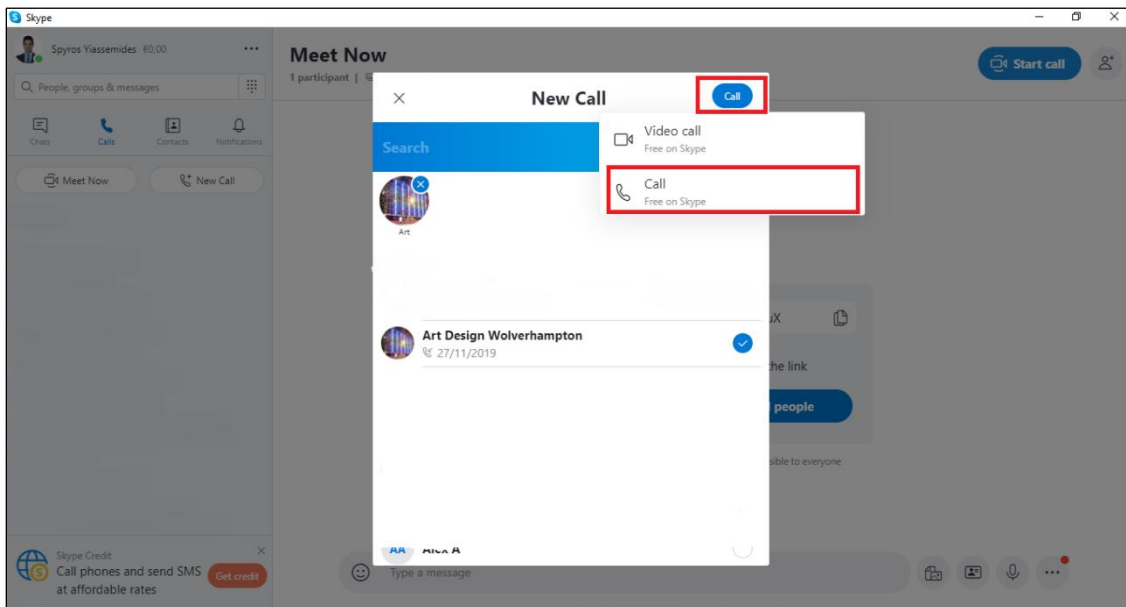 Skype
Spyros Yiassemides €0,00
People, groups & messages
Chats
Calls
Contacts
Notifications
Meet Now
New Call
Skype Credit
Call phones and send SMS
at affordable rates
Get credit
Meet Now
1 participant |
Start call
New Call
Call
Search
Video call
Free on Skype
Call
Free on Skype
Art
Art Design Wolverhampton
27/11/2019
AA Alex A
the link
people
to everyone
Type a message